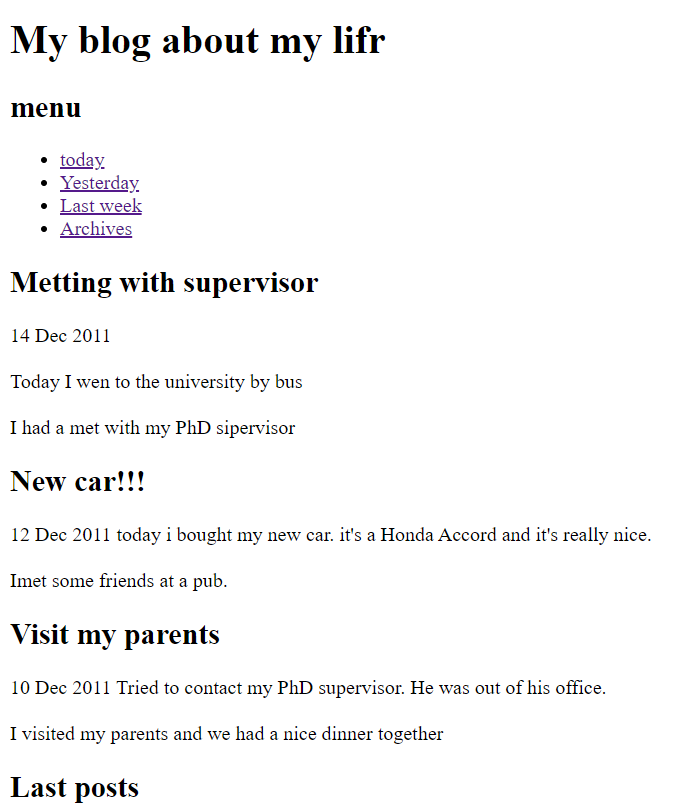 My blog about my lifr
menu
today
Yesterday
Last week
Archives
Metting with supervisor
14 Dec 2011
Today I wen to the university by bus
I had a met with my PhD sipervisor
New car!!!
12 Dec 2011 today i bought my new car. it's a Honda Accord and it's really nice.
Imet some friends at a pub.
Visit my parents
10 Dec 2011 Tried to contact my PhD supervisor. He was out of his office.
I visited my parents and we had a nice dinner together
Last posts